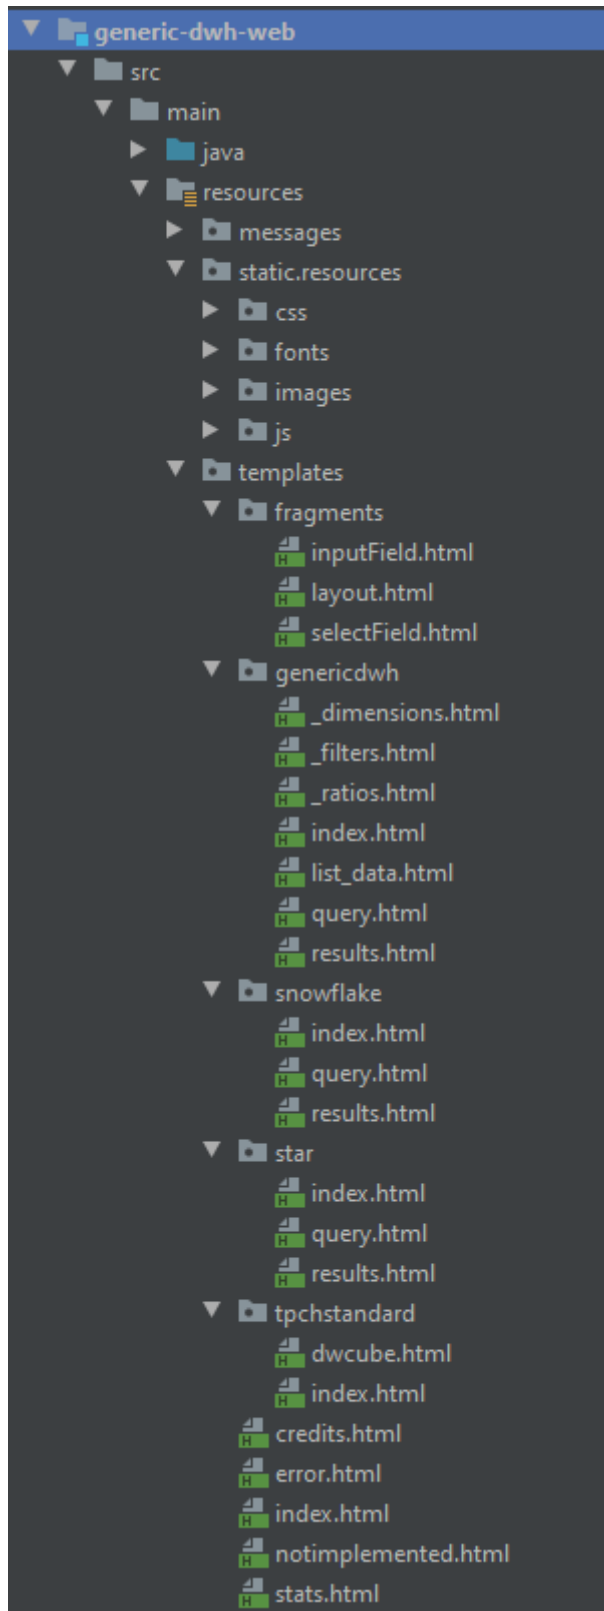 generic-dwh-web
src
main
java
resources
messages
static.resources
css
fonts
images
js
templates
fragments
inputField.html
layout.html
selectField.html
genericdwh
_dimensions.html
_filters.html
_ratios.html
index.html
list_data.html
query.html
results.html
snowflake
index.html
query.html
results.html
star
index.html
query.html
results.html
tpchstandard
dwcube.html
index.html
credits.html
error.html
index.html
notimplemented.html
stats.html